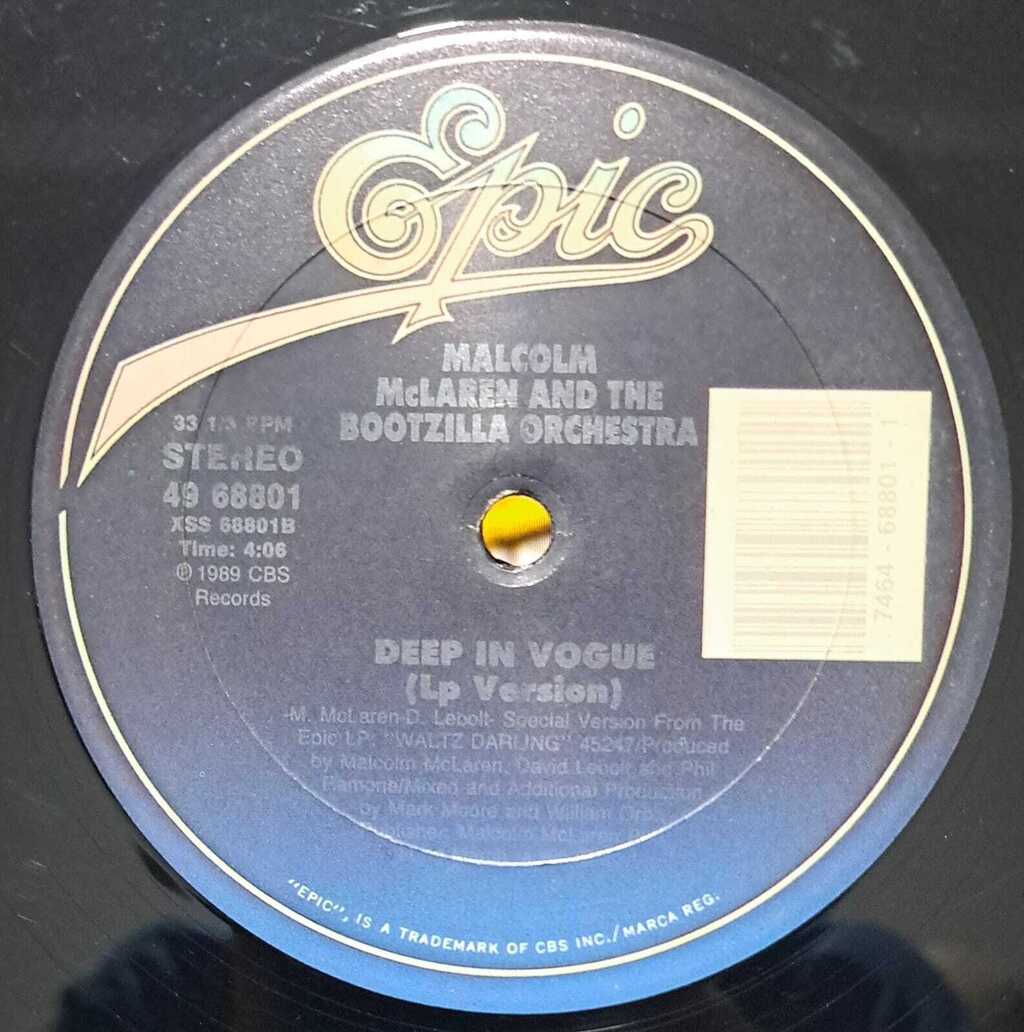 Epic
MALCOLM
McLAREN AND THE
BOOTZILLA ORCHESTRA
33 1/3 RPM
STEREO
49 68801
XSS 68801B
Time: 4:06
℗ 1989 CBS
Records
7464-68801-1
DEEP IN VOGUE
(Lp Version)
-M. McLaren-D. Lebolt- Special Version From The
Epic LP: "WALTZ DARLING" 45247/Produced
by Malcolm McLaren, David Lebolt and Phil
Ramone/Mixed and Additional Production
by Mark Moore and William Orb
Malcolm McLaren
"EPIC", IS A TRADEMARK OF CBS INC./MARCA REG.